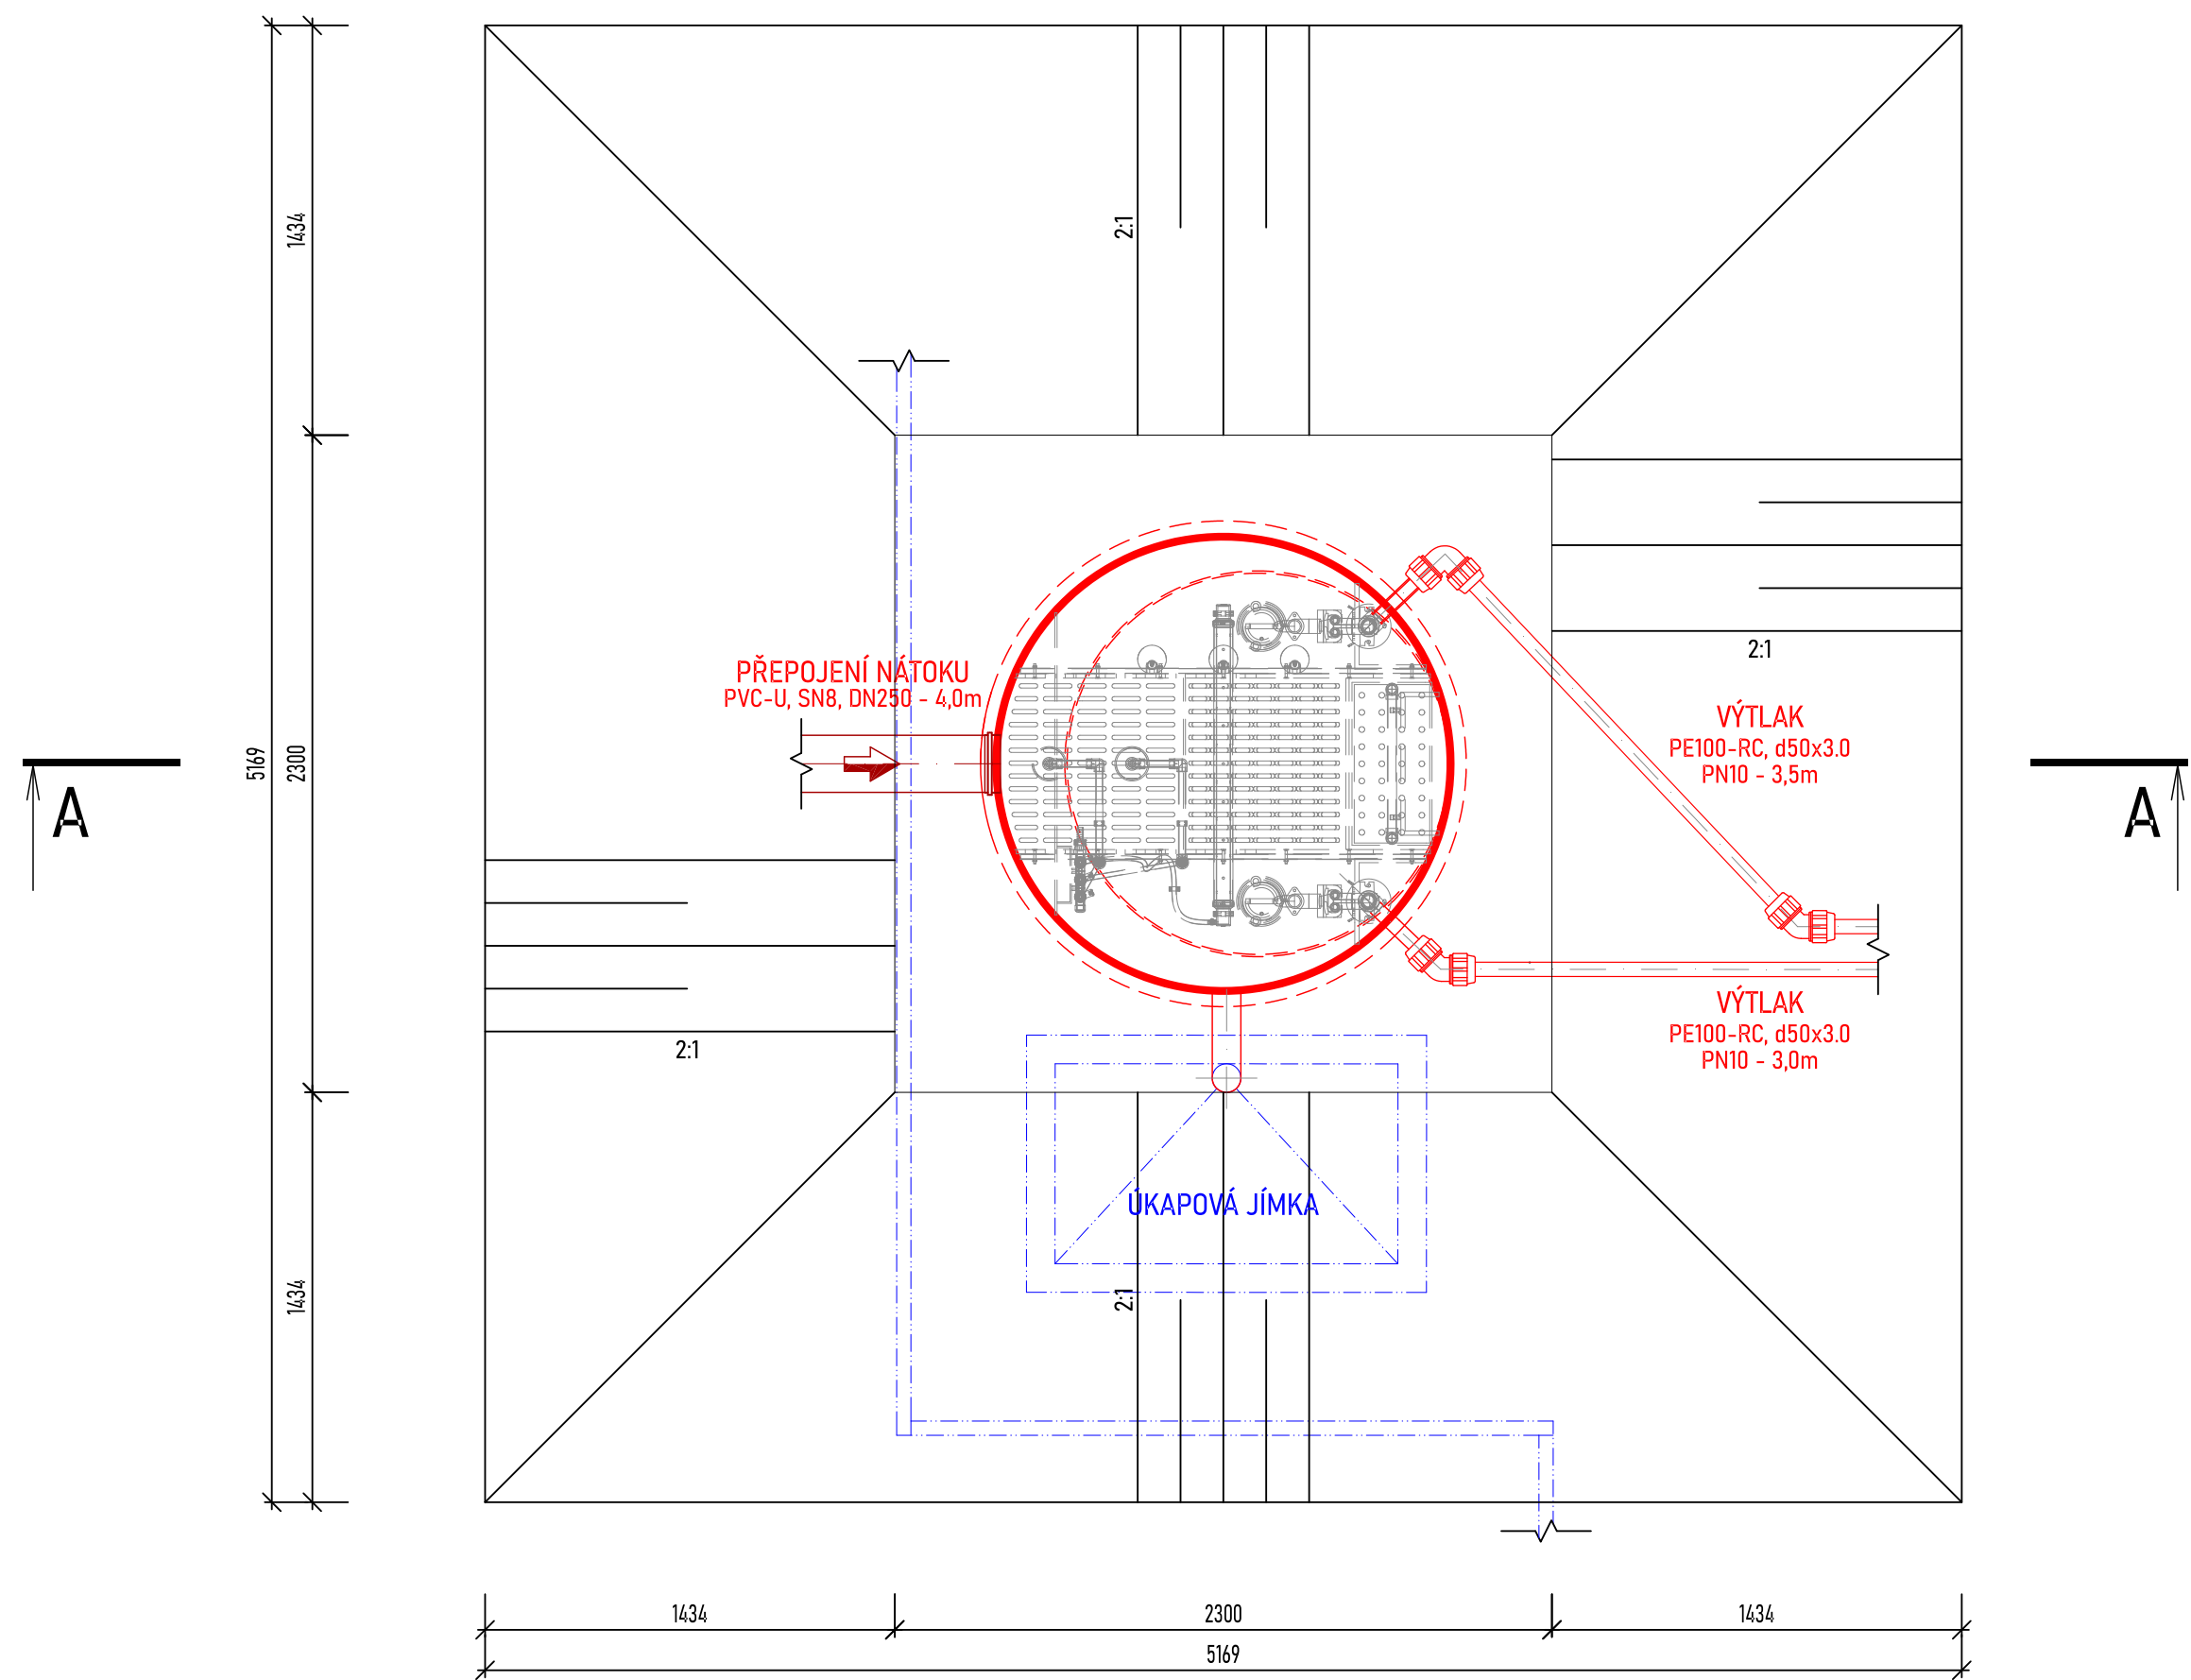 1434
2:1
2:1
PŘEPOJENÍ NÁTOKU
PVC-U, SN8, DN250 - 4,0m
VÝTLAK
PE100-RC, d50x3.0
PN10 - 3,5m
5169
2300
A
A
VÝTLAK
PE100-RC, d50x3.0
PN10 - 3,0m
2:1
ÚKAPOVÁ JÍMKA
1434
2:1
1434
2300
1434
5169